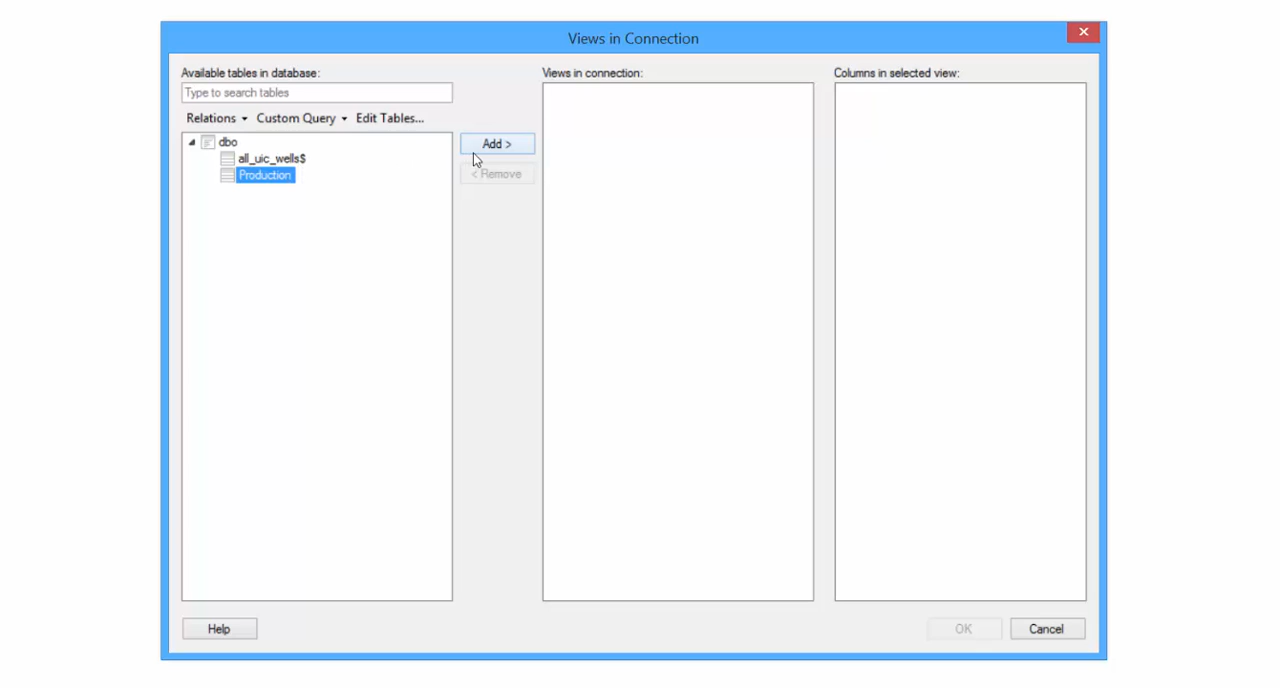 Views in Connection
Available tables in database:
Type to search tables
Relations
Custom Query
Edit Tables...
dbo
all_uic_wells$
Production
Add >
< Remove
Views in connection:
Columns in selected view:
Help
OK
Cancel